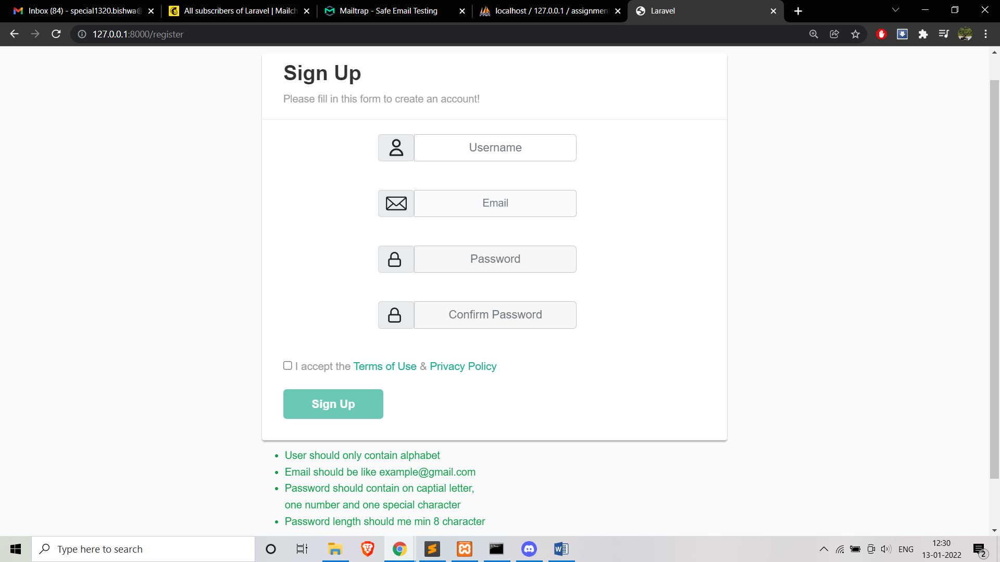 Inbox (84) - special1320.bishwa@
All subscribers of Laravel | Mailch
Mailtrap - Safe Email Testing
localhost / 127.0.0.1 / assignment
Laravel
127.0.0.1:8000/register
Sign Up
Please fill in this form to create an account!
Username
Email
Password
Confirm Password
I accept the Terms of Use & Privacy Policy
Sign Up
User should only contain alphabet
Email should be like example@gmail.com
Password should contain on captial letter,
one number and one special character
Password length should me min 8 character
Type here to search
ENG
12:30
13-01-2022
2